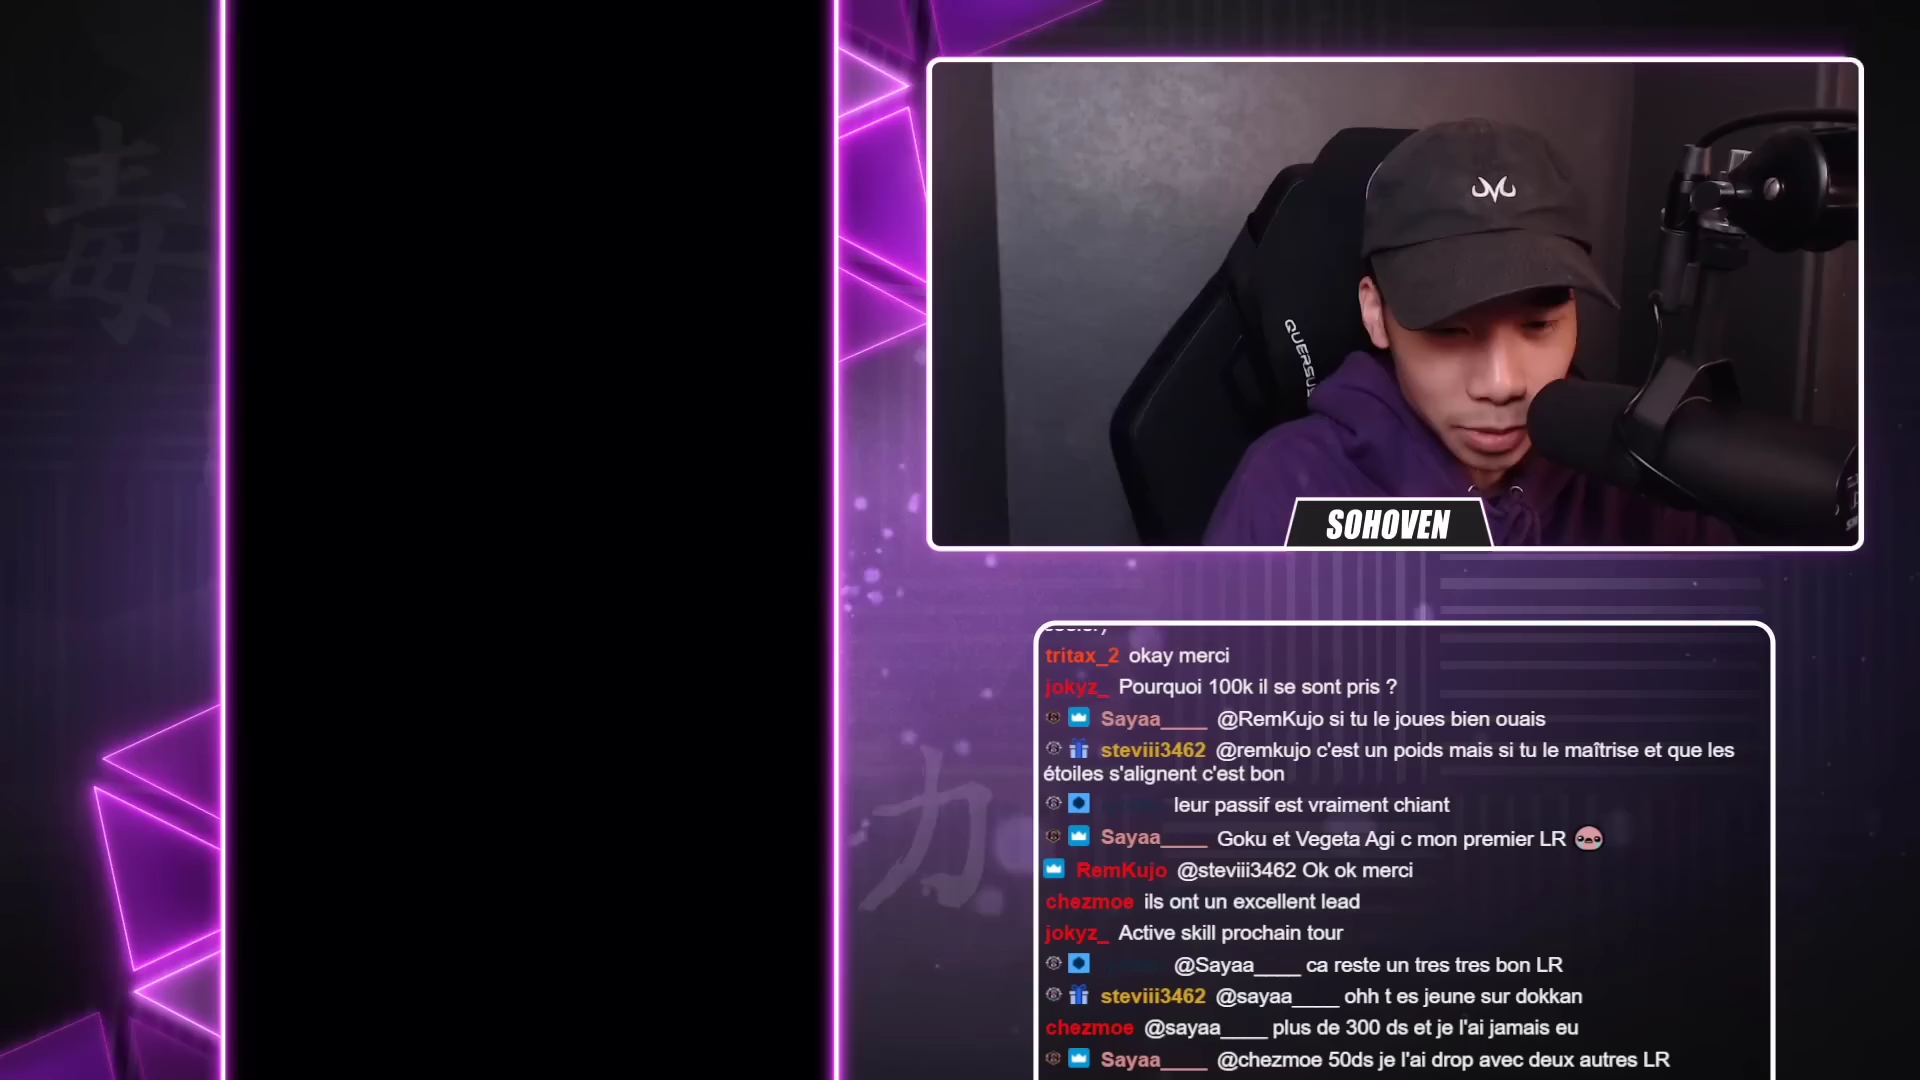 毒
力
QUERSUS
SOHOVEN
tritax_2 okay merci
jokyz_ Pourquoi 100k il se sont pris ?
Sayaa____ @RemKujo si tu le joues bien ouais
steviii3462 @remkujo c'est un poids mais si tu le maîtrise et que les
étoiles s'alignent c'est bon
leur passif est vraiment chiant
Sayaa____ Goku et Vegeta Agi c mon premier LR
RemKujo @steviii3462 Ok ok merci
chezmoe ils ont un excellent lead
jokyz_ Active skill prochain tour
@Sayaa____ ca reste un tres tres bon LR
steviii3462 @sayaa____ ohh t es jeune sur dokkan
chezmoe @sayaa____ plus de 300 ds et je l'ai jamais eu
Sayaa____ @chezmoe 50ds je l'ai drop avec deux autres LR